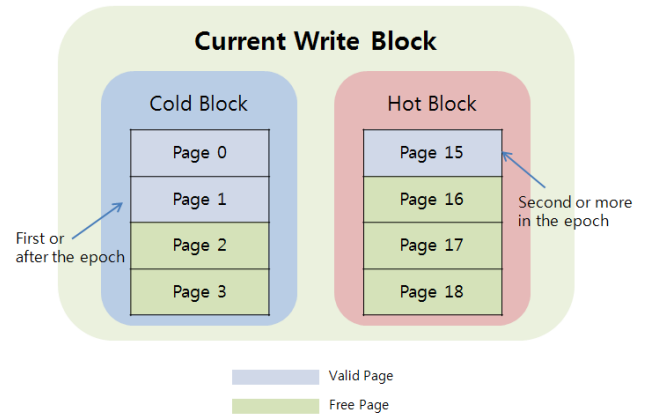 Current Write Block
Cold Block
Hot Block
Page 0
Page 1
Page 2
Page 3
Page 15
Page 16
Page 17
Page 18
First or
after the epoch
Second or more
in the epoch
Valid Page
Free Page